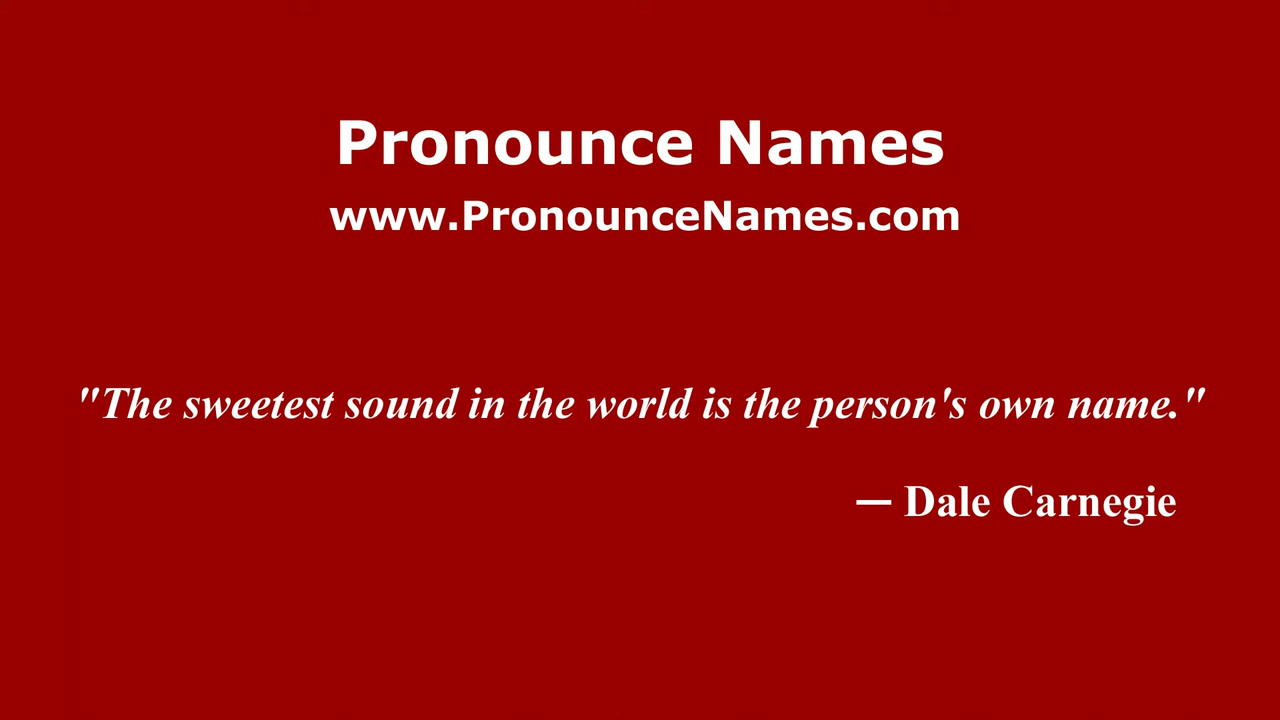 Pronounce Names
www.PronounceNames.com
"The sweetest sound in the world is the person's own name."
— Dale Carnegie